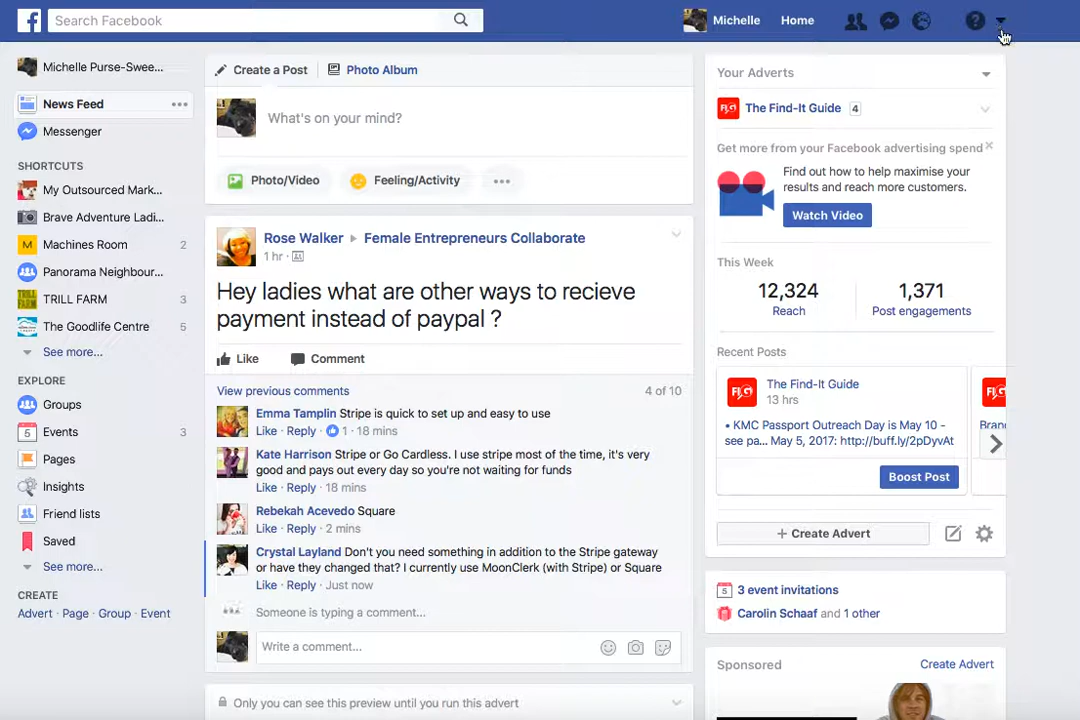 Search Facebook
Michelle
Home
Michelle Purse-Swee...
News Feed
Messenger
SHORTCUTS
My Outsourced Mark...
Brave Adventure Ladi...
M Machines Room 2
Panorama Neighbour...
TRILL FARM 3
The Goodlife Centre 5
See more...
EXPLORE
Groups
5 Events 3
Pages
Insights
Friend lists
Saved
See more...
CREATE
Advert · Page · Group · Event
Create a Post
Photo Album
What's on your mind?
Photo/Video
Feeling/Activity
Rose Walker ▸ Female Entrepreneurs Collaborate
1 hr ·
Hey ladies what are other ways to recieve
payment instead of paypal ?
Like
Comment
View previous comments
4 of 10
Emma Tamplin Stripe is quick to set up and easy to use
Like · Reply · 1 · 18 mins
Kate Harrison Stripe or Go Cardless. I use stripe most of the time, it's very
good and pays out every day so you're not waiting for funds
Like · Reply · 18 mins
Rebekah Acevedo Square
Like · Reply · 2 mins
Crystal Layland Don't you need something in addition to the Stripe gateway
or have they changed that? I currently use MoonClerk (with Stripe) or Square
Like · Reply · Just now
Someone is typing a comment...
Write a comment...
Only you can see this preview until you run this advert
Your Adverts
FIG The Find-It Guide 4
Get more from your Facebook advertising spend
Find out how to help maximise your
results and reach more customers.
Watch Video
This Week
12,324
Reach
1,371
Post engagements
Recent Posts
FIG The Find-It Guide
13 hrs
• KMC Passport Outreach Day is May 10 -
see pa... May 5, 2017: http://buff.ly/2pDyvAt
Boost Post
+ Create Advert
5 3 event invitations
Carolin Schaaf and 1 other
Sponsored
Create Advert